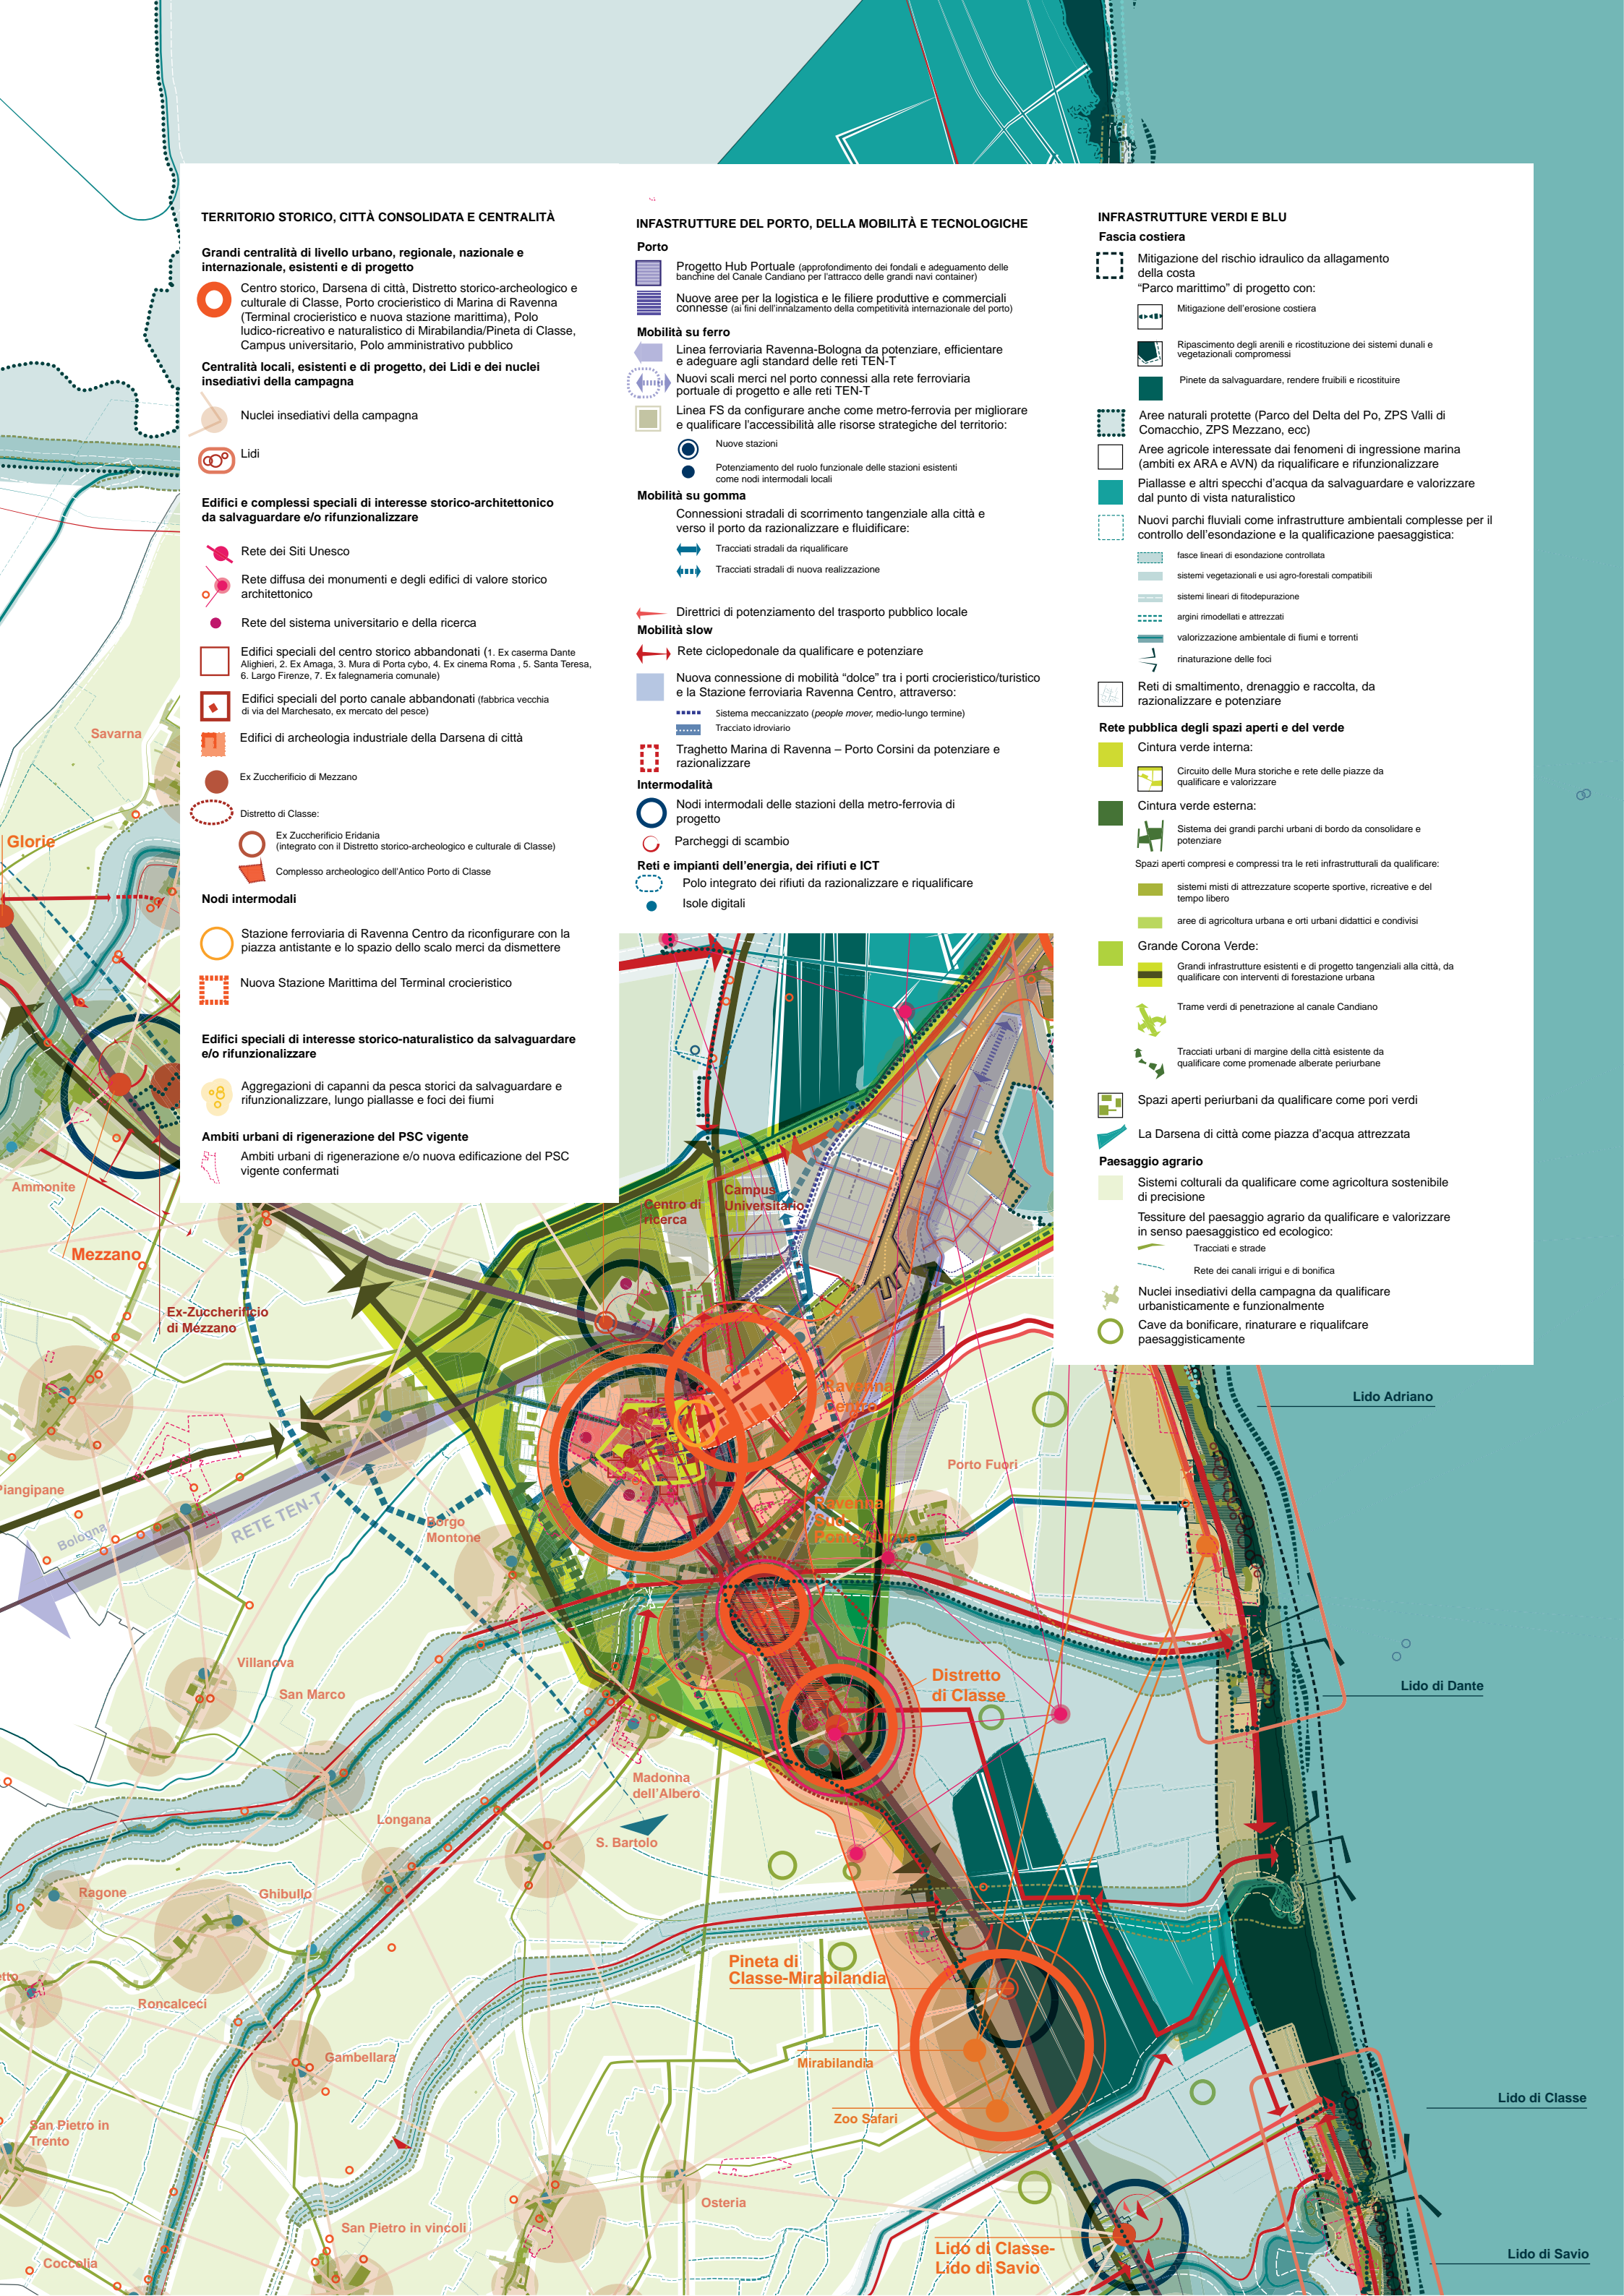 TERRITORIO STORICO, CITTÀ CONSOLIDATA E CENTRALITÀ
Grandi centralità di livello urbano, regionale, nazionale e
internazionale, esistenti e di progetto
Centro storico, Darsena di città, Distretto storico-archeologico e
culturale di Classe, Porto crocieristico di Marina di Ravenna
(Terminal crocieristico e nuova stazione marittima), Polo
ludico-ricreativo e naturalistico di Mirabilandia/Pineta di Classe,
Campus universitario, Polo amministrativo pubblico
Centralità locali, esistenti e di progetto, dei Lidi e dei nuclei
insediativi della campagna
Nuclei insediativi della campagna
Lidi
Edifici e complessi speciali di interesse storico-architettonico
da salvaguardare e/o rifunzionalizzare
Rete dei Siti Unesco
Rete diffusa dei monumenti e degli edifici di valore storico
architettonico
Rete del sistema universitario e della ricerca
Edifici speciali del centro storico abbandonati (1. Ex caserma Dante
Alighieri, 2. Ex Amaga, 3. Mura di Porta cybo, 4. Ex cinema Roma , 5. Santa Teresa,
6. Largo Firenze, 7. Ex falegnameria comunale)
Edifici speciali del porto canale abbandonati (fabbrica vecchia
di via del Marchesato, ex mercato del pesce)
Edifici di archeologia industriale della Darsena di città
Ex Zuccherificio di Mezzano
Distretto di Classe:
Ex Zuccherificio Eridania
(integrato con il Distretto storico-archeologico e culturale di Classe)
Complesso archeologico dell'Antico Porto di Classe
Nodi intermodali
Stazione ferroviaria di Ravenna Centro da riconfigurare con la
piazza antistante e lo spazio dello scalo merci da dismettere
Nuova Stazione Marittima del Terminal crocieristico
Edifici speciali di interesse storico-naturalistico da salvaguardare
e/o rifunzionalizzare
Aggregazioni di capanni da pesca storici da salvaguardare e
rifunzionalizzare, lungo piallasse e foci dei fiumi
Ambiti urbani di rigenerazione del PSC vigente
Ambiti urbani di rigenerazione e/o nuova edificazione del PSC
vigente confermati
INFASTRUTTURE DEL PORTO, DELLA MOBILITÀ E TECNOLOGICHE
Porto
Progetto Hub Portuale (approfondimento dei fondali e adeguamento delle
banchine del Canale Candiano per l'attracco delle grandi navi container)
Nuove aree per la logistica e le filiere produttive e commerciali
connesse (ai fini dell'innalzamento della competitività internazionale del porto)
Mobilità su ferro
Linea ferroviaria Ravenna-Bologna da potenziare, efficientare
e adeguare agli standard delle reti TEN-T
Nuovi scali merci nel porto connessi alla rete ferroviaria
portuale di progetto e alle reti TEN-T
Linea FS da configurare anche come metro-ferrovia per migliorare
e qualificare l'accessibilità alle risorse strategiche del territorio:
Nuove stazioni
Potenziamento del ruolo funzionale delle stazioni esistenti
come nodi intermodali locali
Mobilità su gomma
Connessioni stradali di scorrimento tangenziale alla città e
verso il porto da razionalizzare e fluidificare:
Tracciati stradali da riqualificare
Tracciati stradali di nuova realizzazione
Direttrici di potenziamento del trasporto pubblico locale
Mobilità slow
Rete ciclopedonale da qualificare e potenziare
Nuova connessione di mobilità "dolce" tra i porti crocieristico/turistico
e la Stazione ferroviaria Ravenna Centro, attraverso:
Sistema meccanizzato (people mover, medio-lungo termine)
Tracciato idroviario
Traghetto Marina di Ravenna – Porto Corsini da potenziare e
razionalizzare
Intermodalità
Nodi intermodali delle stazioni della metro-ferrovia di
progetto
Parcheggi di scambio
Reti e impianti dell'energia, dei rifiuti e ICT
Polo integrato dei rifiuti da razionalizzare e riqualificare
Isole digitali
INFRASTRUTTURE VERDI E BLU
Fascia costiera
Mitigazione del rischio idraulico da allagamento
della costa
"Parco marittimo" di progetto con:
Mitigazione dell'erosione costiera
Ripascimento degli arenili e ricostituzione dei sistemi dunali e
vegetazionali compromessi
Pinete da salvaguardare, rendere fruibili e ricostituire
Aree naturali protette (Parco del Delta del Po, ZPS Valli di
Comacchio, ZPS Mezzano, ecc)
Aree agricole interessate dai fenomeni di ingressione marina
(ambiti ex ARA e AVN) da riqualificare e rifunzionalizzare
Piallasse e altri specchi d'acqua da salvaguardare e valorizzare
dal punto di vista naturalistico
Nuovi parchi fluviali come infrastrutture ambientali complesse per il
controllo dell'esondazione e la qualificazione paesaggistica:
fasce lineari di esondazione controllata
sistemi vegetazionali e usi agro-forestali compatibili
sistemi lineari di fitodepurazione
argini rimodellati e attrezzati
valorizzazione ambientale di fiumi e torrenti
rinaturazione delle foci
Reti di smaltimento, drenaggio e raccolta, da
razionalizzare e potenziare
Rete pubblica degli spazi aperti e del verde
Cintura verde interna:
Circuito delle Mura storiche e rete delle piazze da
qualificare e valorizzare
Cintura verde esterna:
Sistema dei grandi parchi urbani di bordo da consolidare e
potenziare
Spazi aperti compresi e compressi tra le reti infrastrutturali da qualificare:
sistemi misti di attrezzature scoperte sportive, ricreative e del
tempo libero
aree di agricoltura urbana e orti urbani didattici e condivisi
Grande Corona Verde:
Grandi infrastrutture esistenti e di progetto tangenziali alla città, da
qualificare con interventi di forestazione urbana
Trame verdi di penetrazione al canale Candiano
Tracciati urbani di margine della città esistente da
qualificare come promenade alberate periurbane
Spazi aperti periurbani da qualificare come pori verdi
La Darsena di città come piazza d'acqua attrezzata
Paesaggio agrario
Sistemi colturali da qualificare come agricoltura sostenibile
di precisione
Tessiture del paesaggio agrario da qualificare e valorizzare
in senso paesaggistico ed ecologico:
Tracciati e strade
Rete dei canali irrigui e di bonifica
Nuclei insediativi della campagna da qualificare
urbanisticamente e funzionalmente
Cave da bonificare, rinaturare e riqualifcare
paesaggisticamente
Savarna
Glorie
Ammonite
Mezzano
Ex-Zuccherificio
di Mezzano
Centro di
ricerca
Campus
Universitario
Ravenna
Centro
Lido Adriano
Porto Fuori
Piangipane
Bologna
RETE TEN-T
Borgo
Montone
Ravenna
Sud-
Ponte Nuovo
Villanova
San Marco
Distretto
di Classe
Lido di Dante
Madonna
dell'Albero
Longana
S. Bartolo
Ragone
Ghibullo
Pineta di
Classe-Mirabilandia
Roncalceci
Gambellara
Mirabilandia
Zoo Safari
Lido di Classe
San Pietro in
Trento
Osteria
San Pietro in vincoli
Lido di Classe-
Lido di Savio
Lido di Savio
Coccolia